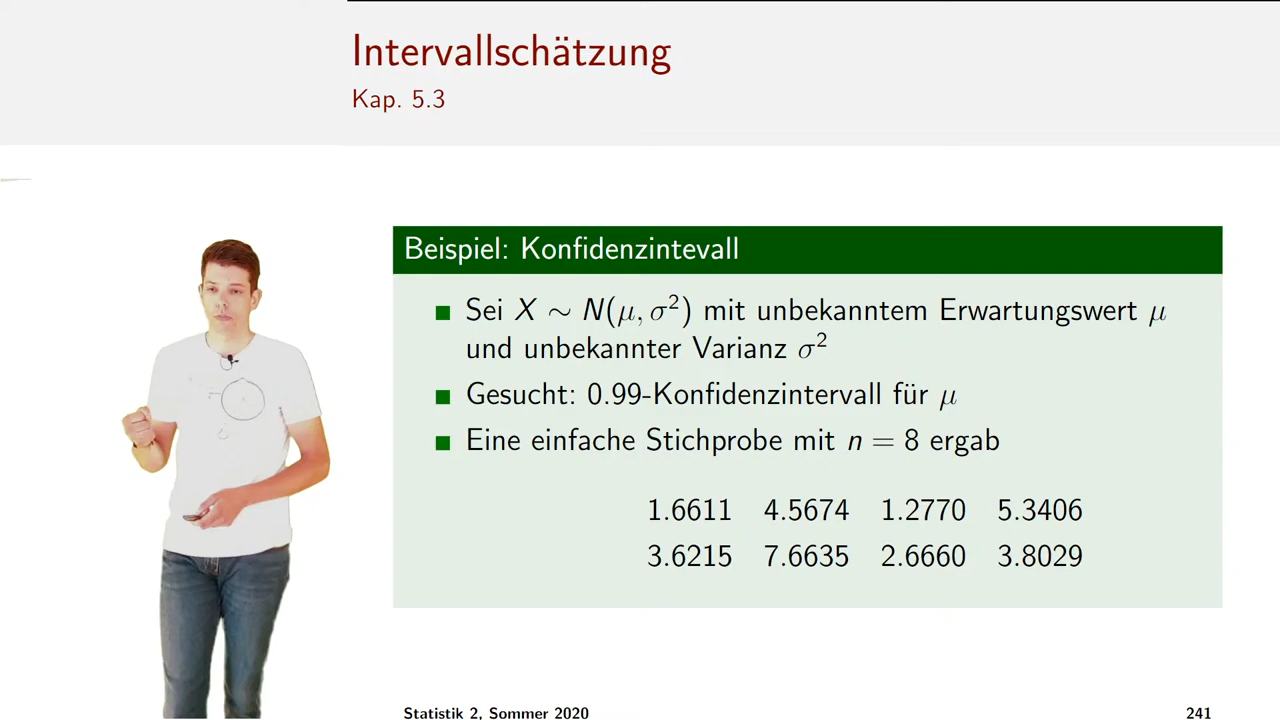 Intervallschätzung
Kap. 5.3
Beispiel: Konfidenzintevall
Sei X ∼ N(μ, σ²) mit unbekanntem Erwartungswert μ
und unbekannter Varianz σ²
Gesucht: 0.99-Konfidenzintervall für μ
Eine einfache Stichprobe mit n = 8 ergab
1.6611 4.5674 1.2770 5.3406
3.6215 7.6635 2.6660 3.8029
Statistik 2, Sommer 2020 241